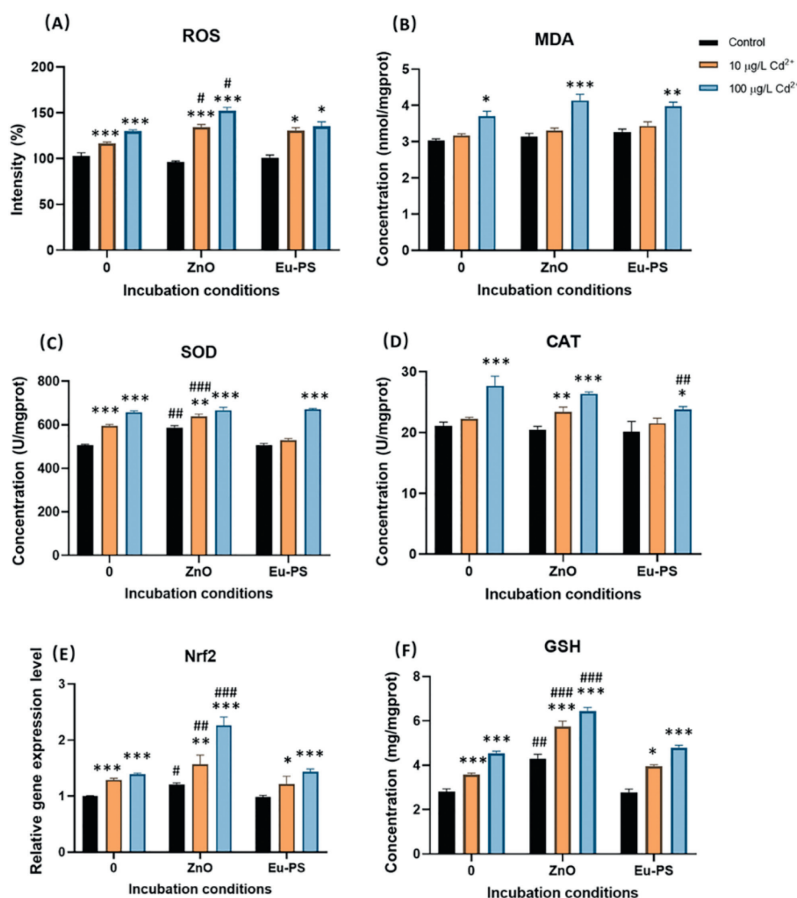 (A)
ROS
Intensity (%)
200
150
100
50
0
***
***
#
***
#
***
*
*
0
ZnO
Eu-PS
Incubation conditions
(B)
MDA
Concentration (nmol/mgprot)
5
4
3
2
1
0
*
***
**
0
ZnO
Eu-PS
Incubation conditions
Control
10 μg/L Cd²⁺
100 μg/L Cd²⁺
(C)
SOD
Concentration (U/mgprot)
800
600
400
200
0
***
***
##
###
**
***
***
0
ZnO
Eu-PS
Incubation conditions
(D)
CAT
Concentration (U/mgprot)
30
20
10
0
***
**
***
##
*
0
ZnO
Eu-PS
Incubation conditions
(E)
Nrf2
Relative gene expression level
3
2
1
0
***
***
#
##
**
###
***
*
***
0
ZnO
Eu-PS
Incubation conditions
(F)
GSH
Concentration (mg/mgprot)
8
6
4
2
0
***
***
##
###
***
###
***
*
***
0
ZnO
Eu-PS
Incubation conditions